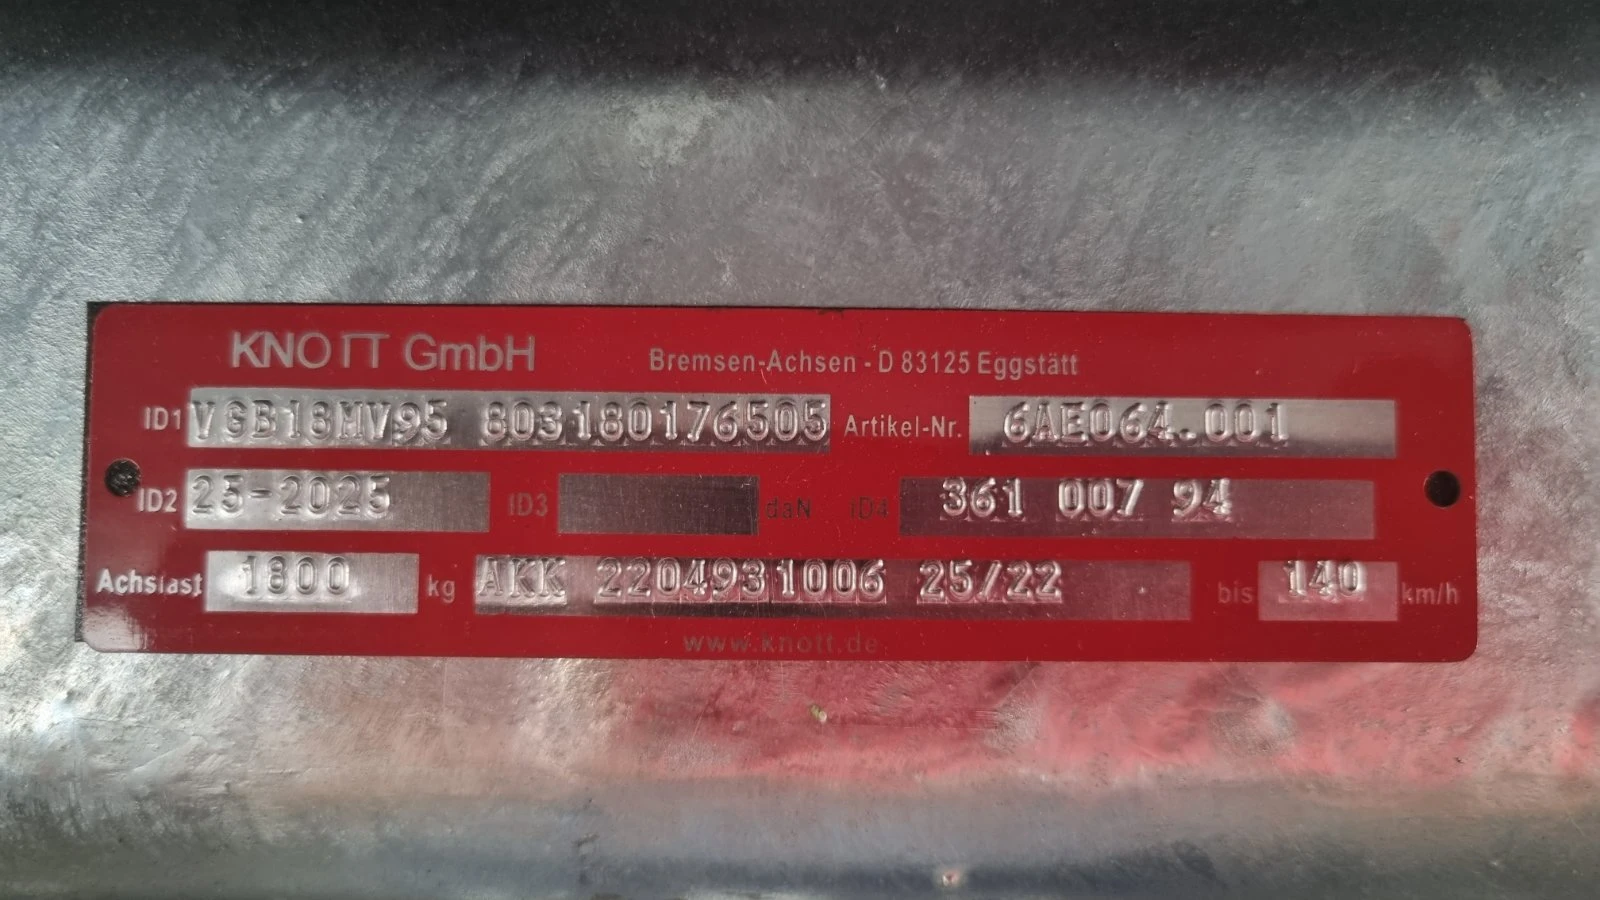 KNOTT GmbH Bremsen-Achsen - D 83125 Eggstätt
ID1 VGB18MV95 803180176505 Artikel-Nr. 6AE064.001
ID2 25-2025 ID3 daN ID4 361 007 94
Achslast 1800 kg AKK 2204931006 25/22 bis 140 km/h
www.knott.de